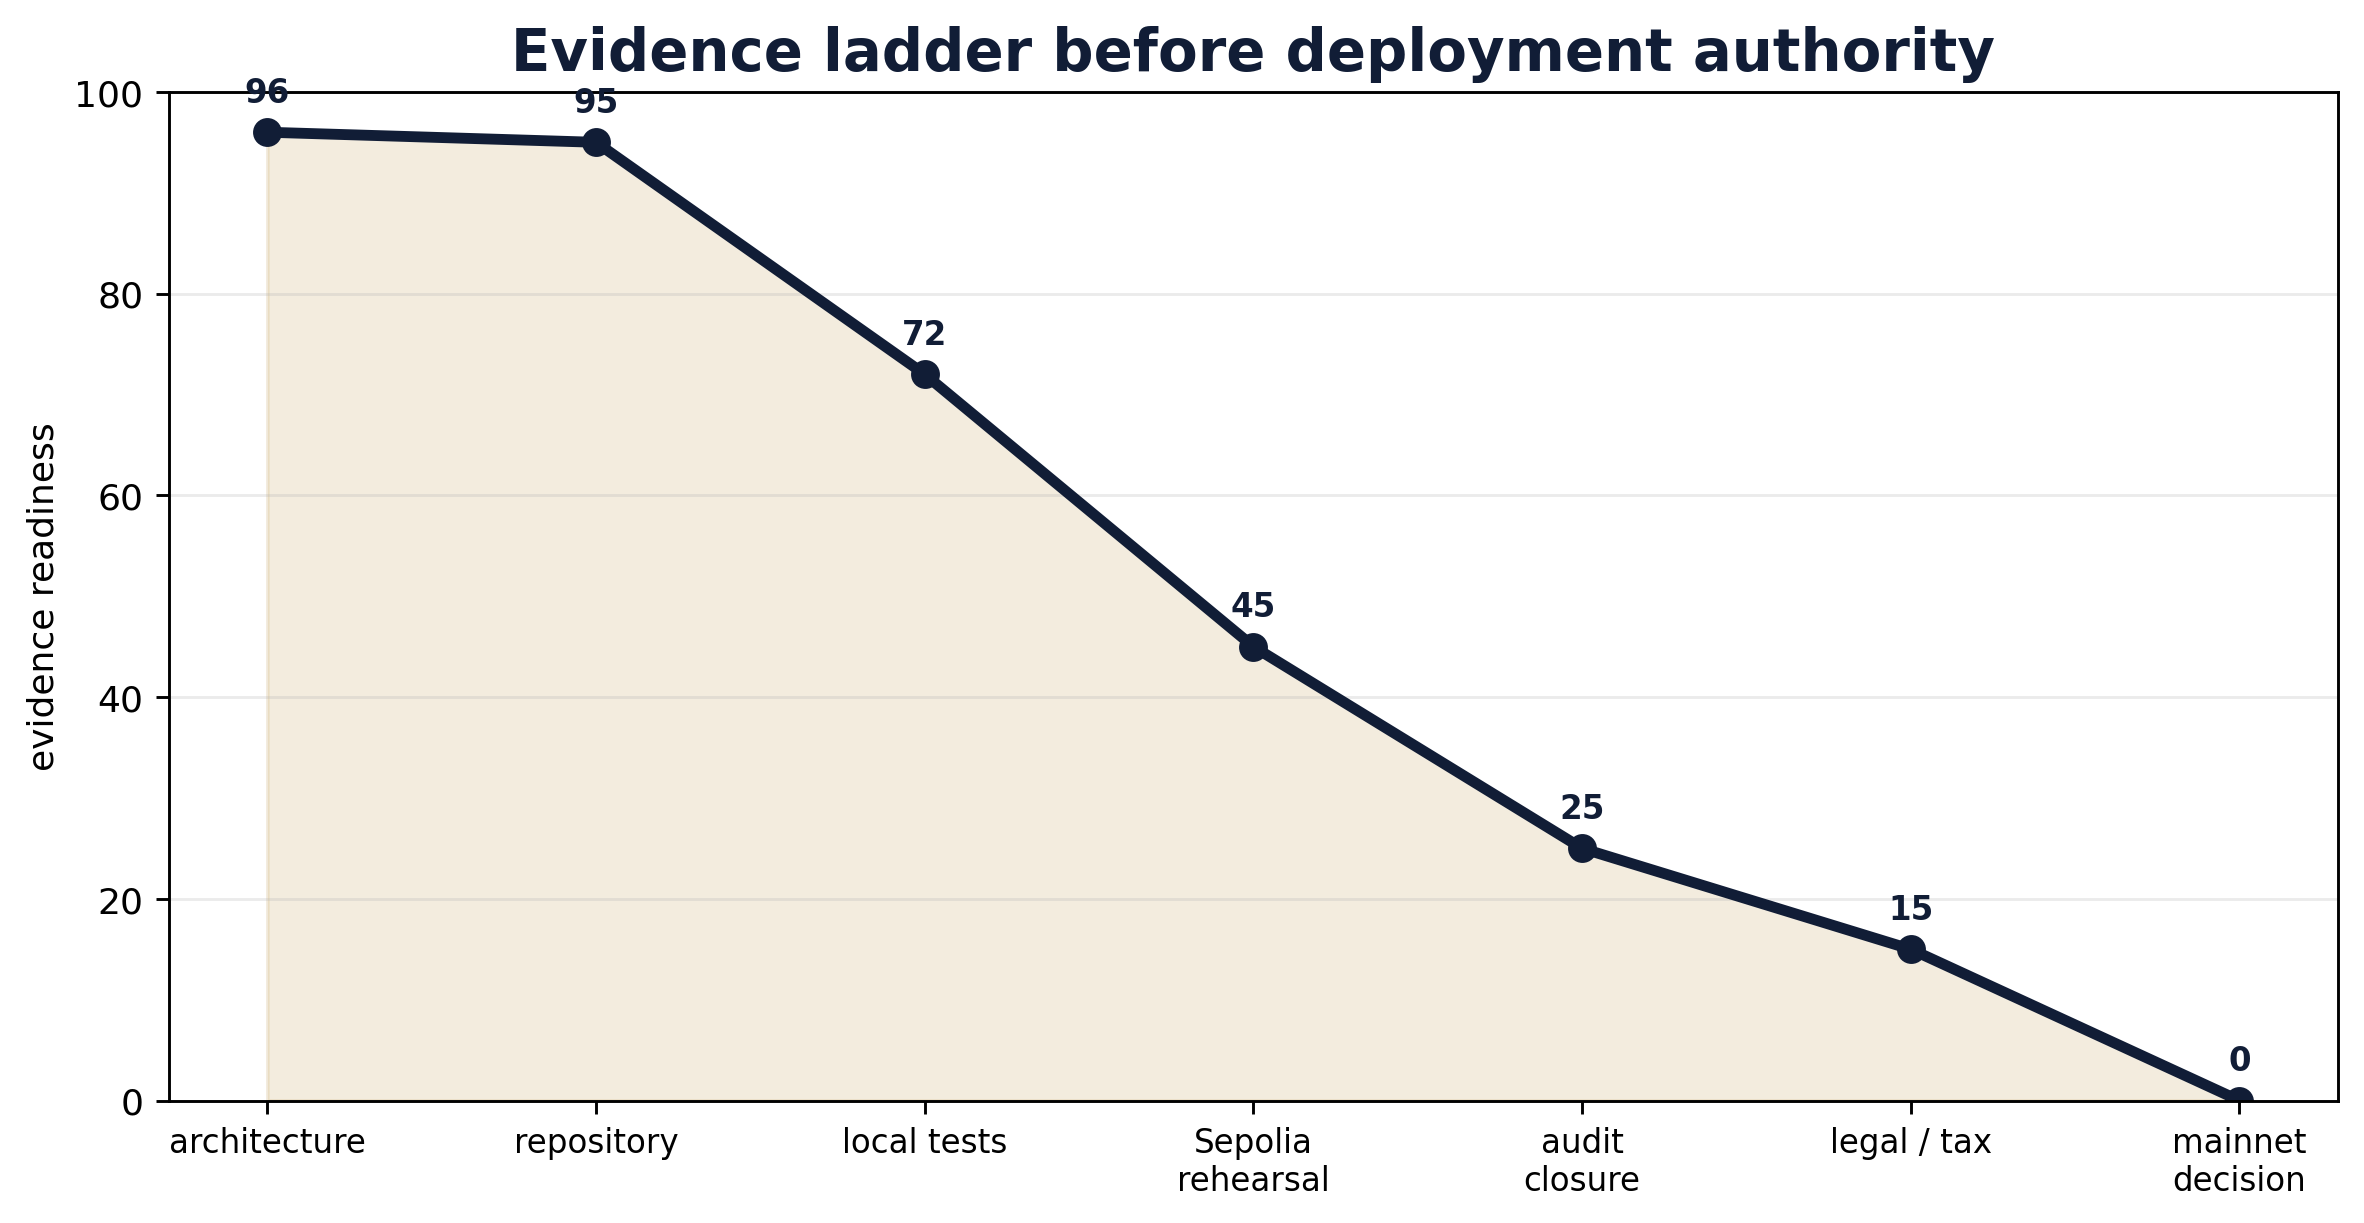 Evidence ladder before deployment authority
evidence readiness
100
80
60
40
20
0
96
95
72
45
25
15
0
architecture
repository
local tests
Sepolia
rehearsal
audit
closure
legal / tax
mainnet
decision